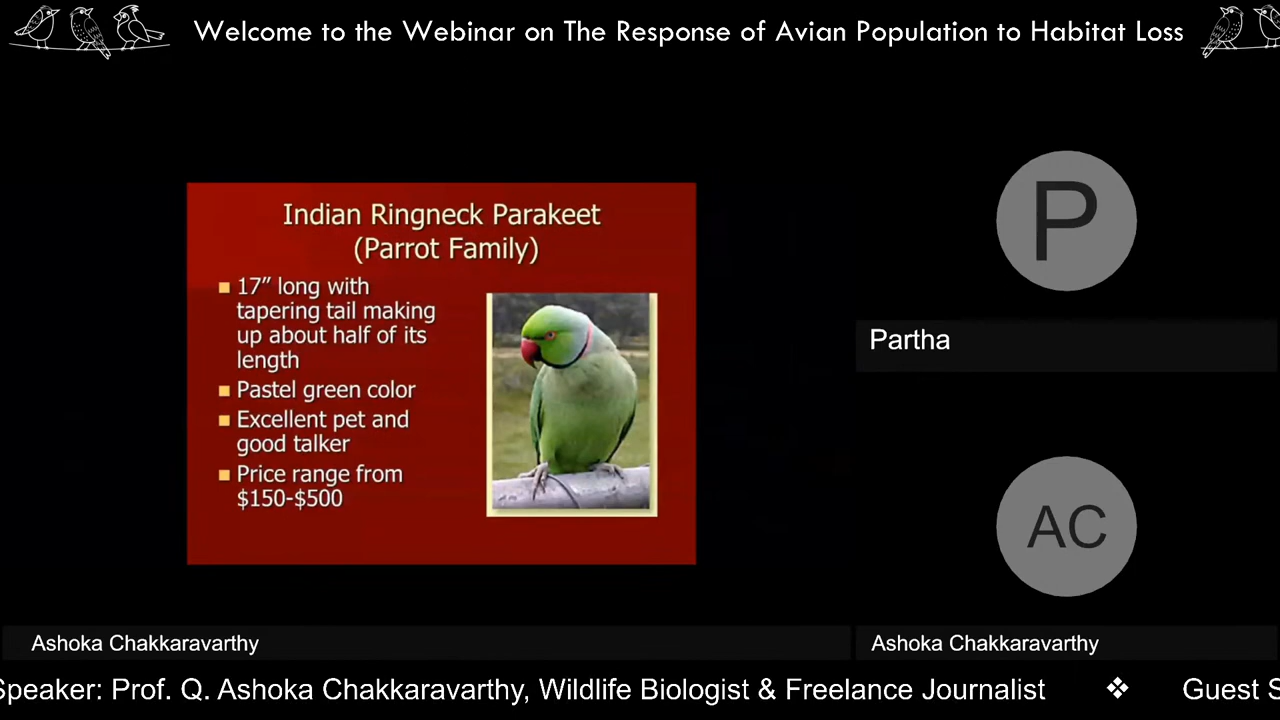 Welcome to the Webinar on The Response of Avian Population to Habitat Loss
Indian Ringneck Parakeet
(Parrot Family)
17” long with
tapering tail making
up about half of its
length
Pastel green color
Excellent pet and
good talker
Price range from
$150-$500
P
Partha
AC
Ashoka Chakkaravarthy
Ashoka Chakkaravarthy
Speaker: Prof. Q. Ashoka Chakkaravarthy, Wildlife Biologist & Freelance Journalist ❖ Guest S